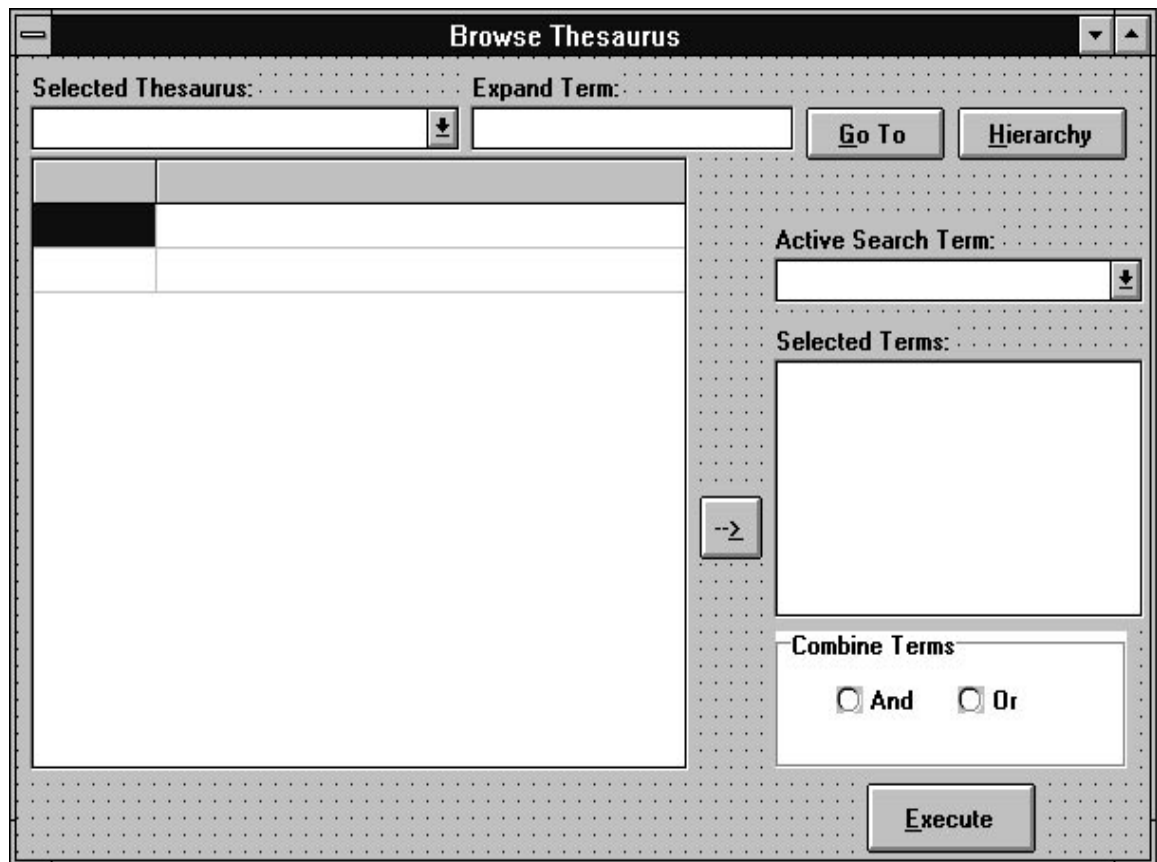 Browse Thesaurus
Selected Thesaurus: Expand Term:
Go To Hierarchy
Active Search Term:
Selected Terms:
-->
Combine Terms
And Or
Execute